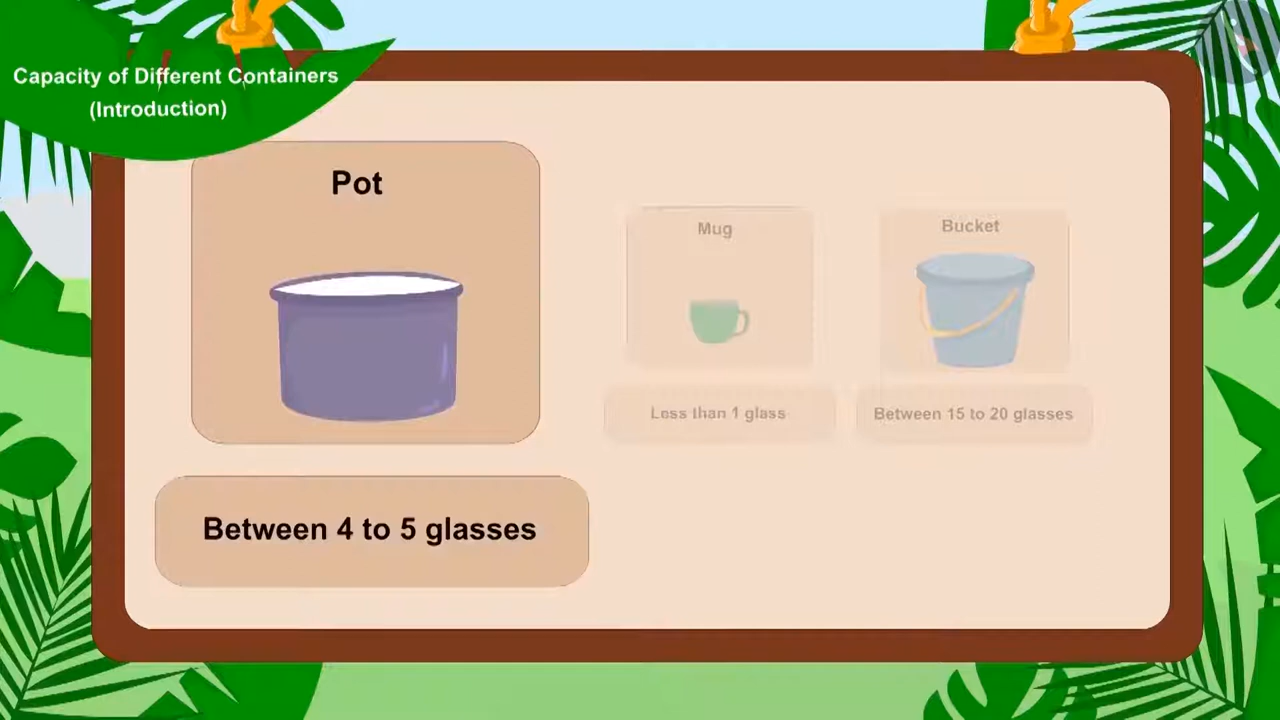 Capacity of Different Containers
(Introduction)
Pot
Mug
Bucket
Less than 1 glass
Between 15 to 20 glasses
Between 4 to 5 glasses